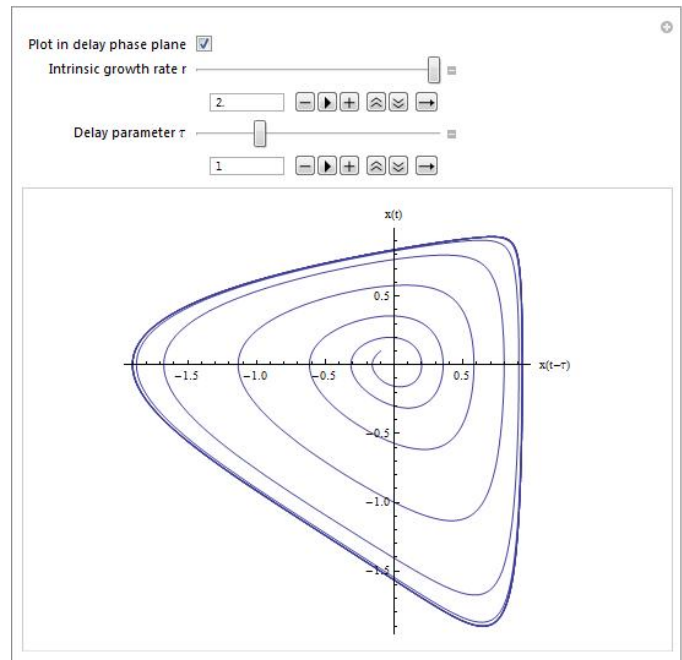 Plot in delay phase plane
Intrinsic growth rate r
2.
Delay parameter τ
1
x(t)
0.5
x(t-τ)
-1.5 -1.0 -0.5 0.5
-0.5
-1.0
-1.5